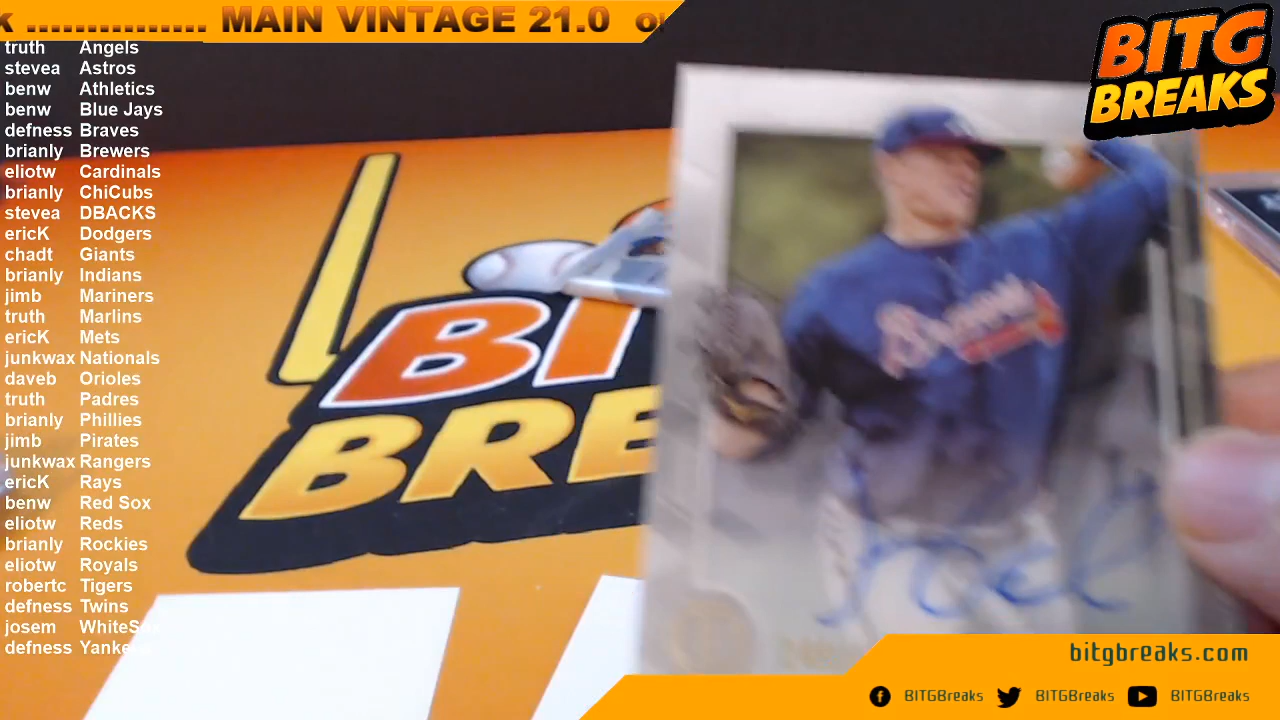 MAIN VINTAGE 21.0
BITG
BREAKS
truth Angels
stevea Astros
benw Athletics
benw Blue Jays
defness Braves
brianly Brewers
eliotw Cardinals
brianly ChiCubs
stevea DBACKS
ericK Dodgers
chadt Giants
brianly Indians
jimb Mariners
truth Marlins
ericK Mets
junkwax Nationals
daveb Orioles
truth Padres
brianly Phillies
jimb Pirates
junkwax Rangers
ericK Rays
benw Red Sox
eliotw Reds
brianly Rockies
eliotw Royals
robertc Tigers
defness Twins
josem WhiteSox
defness Yankees
BI
BRE
Braves
bitgbreaks.com
BITGBreaks BITGBreaks BITGBreaks